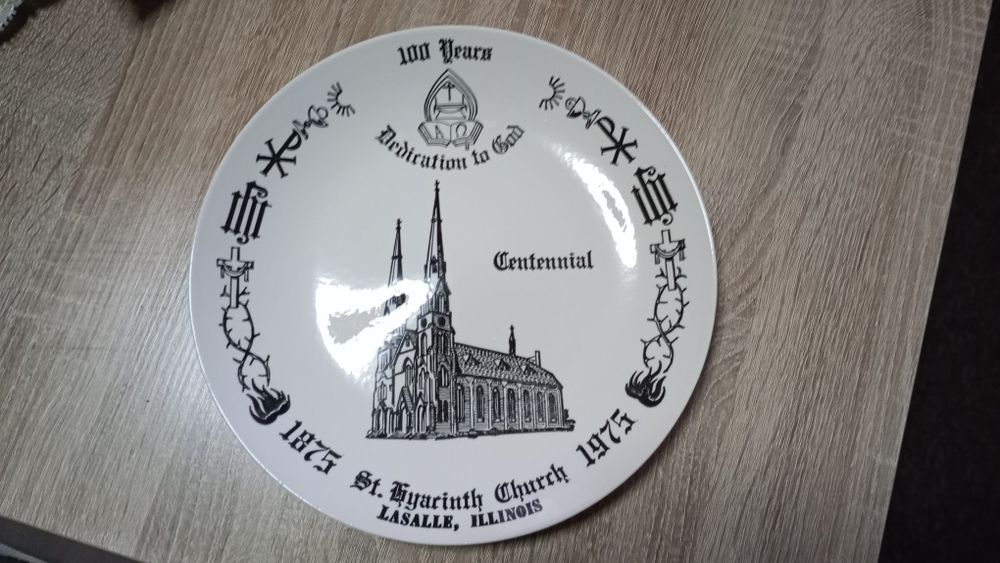 100 Years
Α Ω
Dedication to God
Centennial
1875
1975
St. Hyacinth Church
LASALLE, ILLINOIS